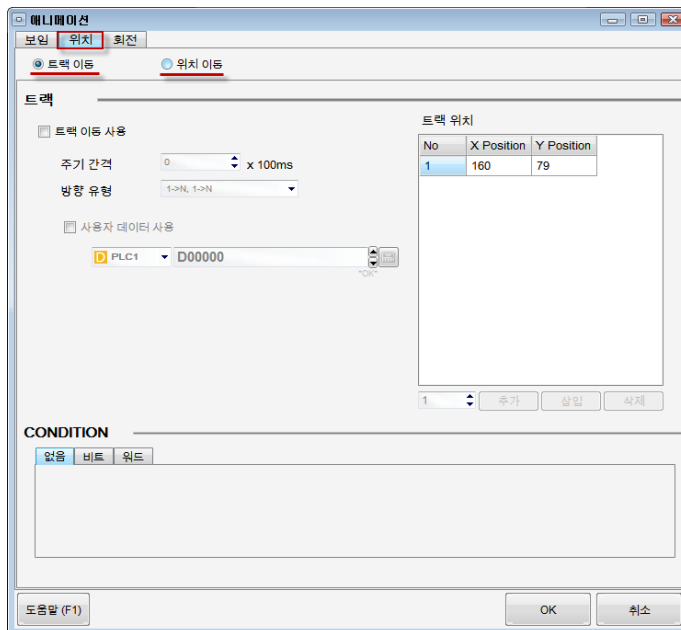 애니메이션
보임 위치 회전
트랙 이동 위치 이동
트랙
트랙 이동 사용
주기 간격 0 x 100ms
방향 유형 1->N, 1->N
사용자 데이터 사용
D PLC1 D00000
*OK*
트랙 위치
No X Position Y Position
1 160 79
1 추가 삽입 삭제
CONDITION
없음 비트 워드
도움말 (F1) OK 취소